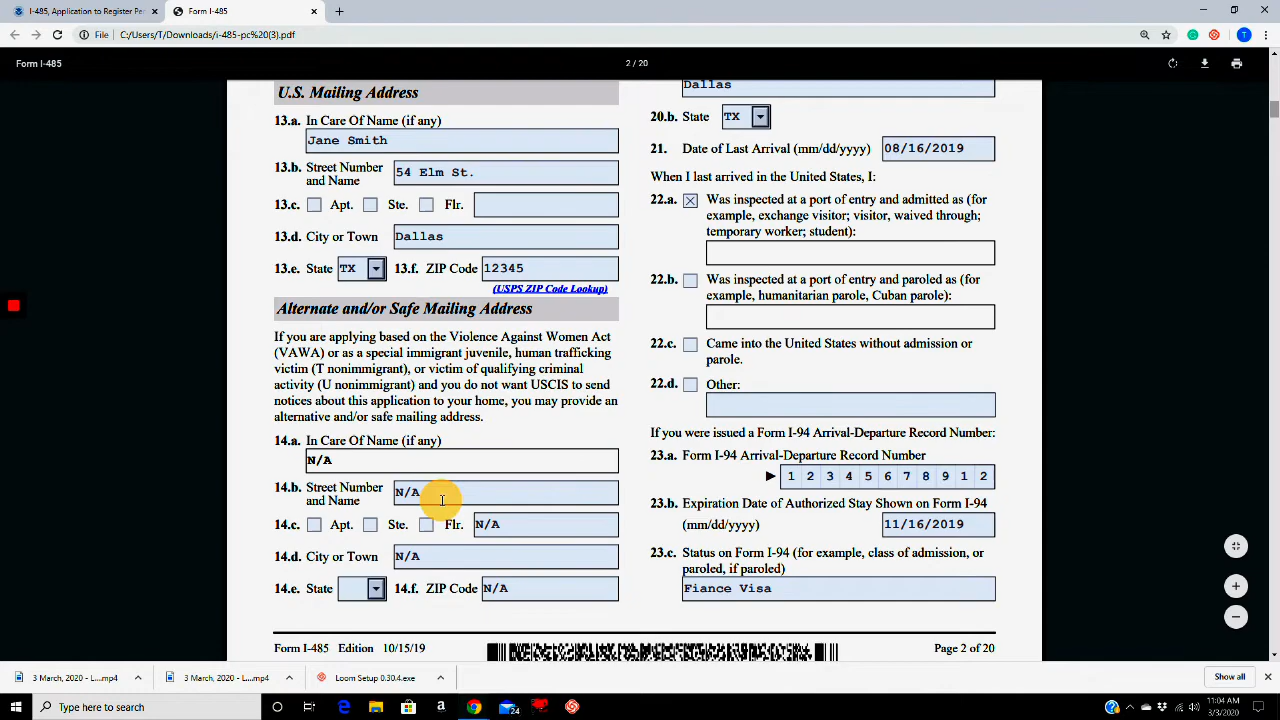 I-485, Application to Register Per
Form I-485
File
C:/Users/T/Downloads/i-485-pc%20(3).pdf
T
Form I-485
2 / 20
U.S. Mailing Address
13.a. In Care Of Name (if any)
Jane Smith
13.b. Street Number
and Name
54 Elm St.
13.c. Apt. Ste. Flr.
13.d. City or Town Dallas
13.e. State TX 13.f. ZIP Code 12345
(USPS ZIP Code Lookup)
Alternate and/or Safe Mailing Address
If you are applying based on the Violence Against Women Act
(VAWA) or as a special immigrant juvenile, human trafficking
victim (T nonimmigrant), or victim of qualifying criminal
activity (U nonimmigrant) and you do not want USCIS to send
notices about this application to your home, you may provide an
alternative and/or safe mailing address.
14.a. In Care Of Name (if any)
N/A
14.b. Street Number
and Name
N/A
14.c. Apt. Ste. Flr. N/A
14.d. City or Town N/A
14.e. State 14.f. ZIP Code N/A
Dallas
20.b. State TX
21. Date of Last Arrival (mm/dd/yyyy) 08/16/2019
When I last arrived in the United States, I:
22.a. Was inspected at a port of entry and admitted as (for
example, exchange visitor; visitor, waived through;
temporary worker; student):
22.b. Was inspected at a port of entry and paroled as (for
example, humanitarian parole, Cuban parole):
22.c. Came into the United States without admission or
parole.
22.d. Other:
If you were issued a Form I-94 Arrival-Departure Record Number:
23.a. Form I-94 Arrival-Departure Record Number
1 2 3 4 5 6 7 8 9 1 2
23.b. Expiration Date of Authorized Stay Shown on Form I-94
(mm/dd/yyyy) 11/16/2019
23.c. Status on Form I-94 (for example, class of admission, or
paroled, if paroled)
Fiance Visa
Form I-485 Edition 10/15/19
Page 2 of 20
3 March, 2020 - L....mp4
3 March, 2020 - L....mp4
Loom Setup 0.30.4.exe
Show all
Type here to search
24
11:04 AM
3/3/2020